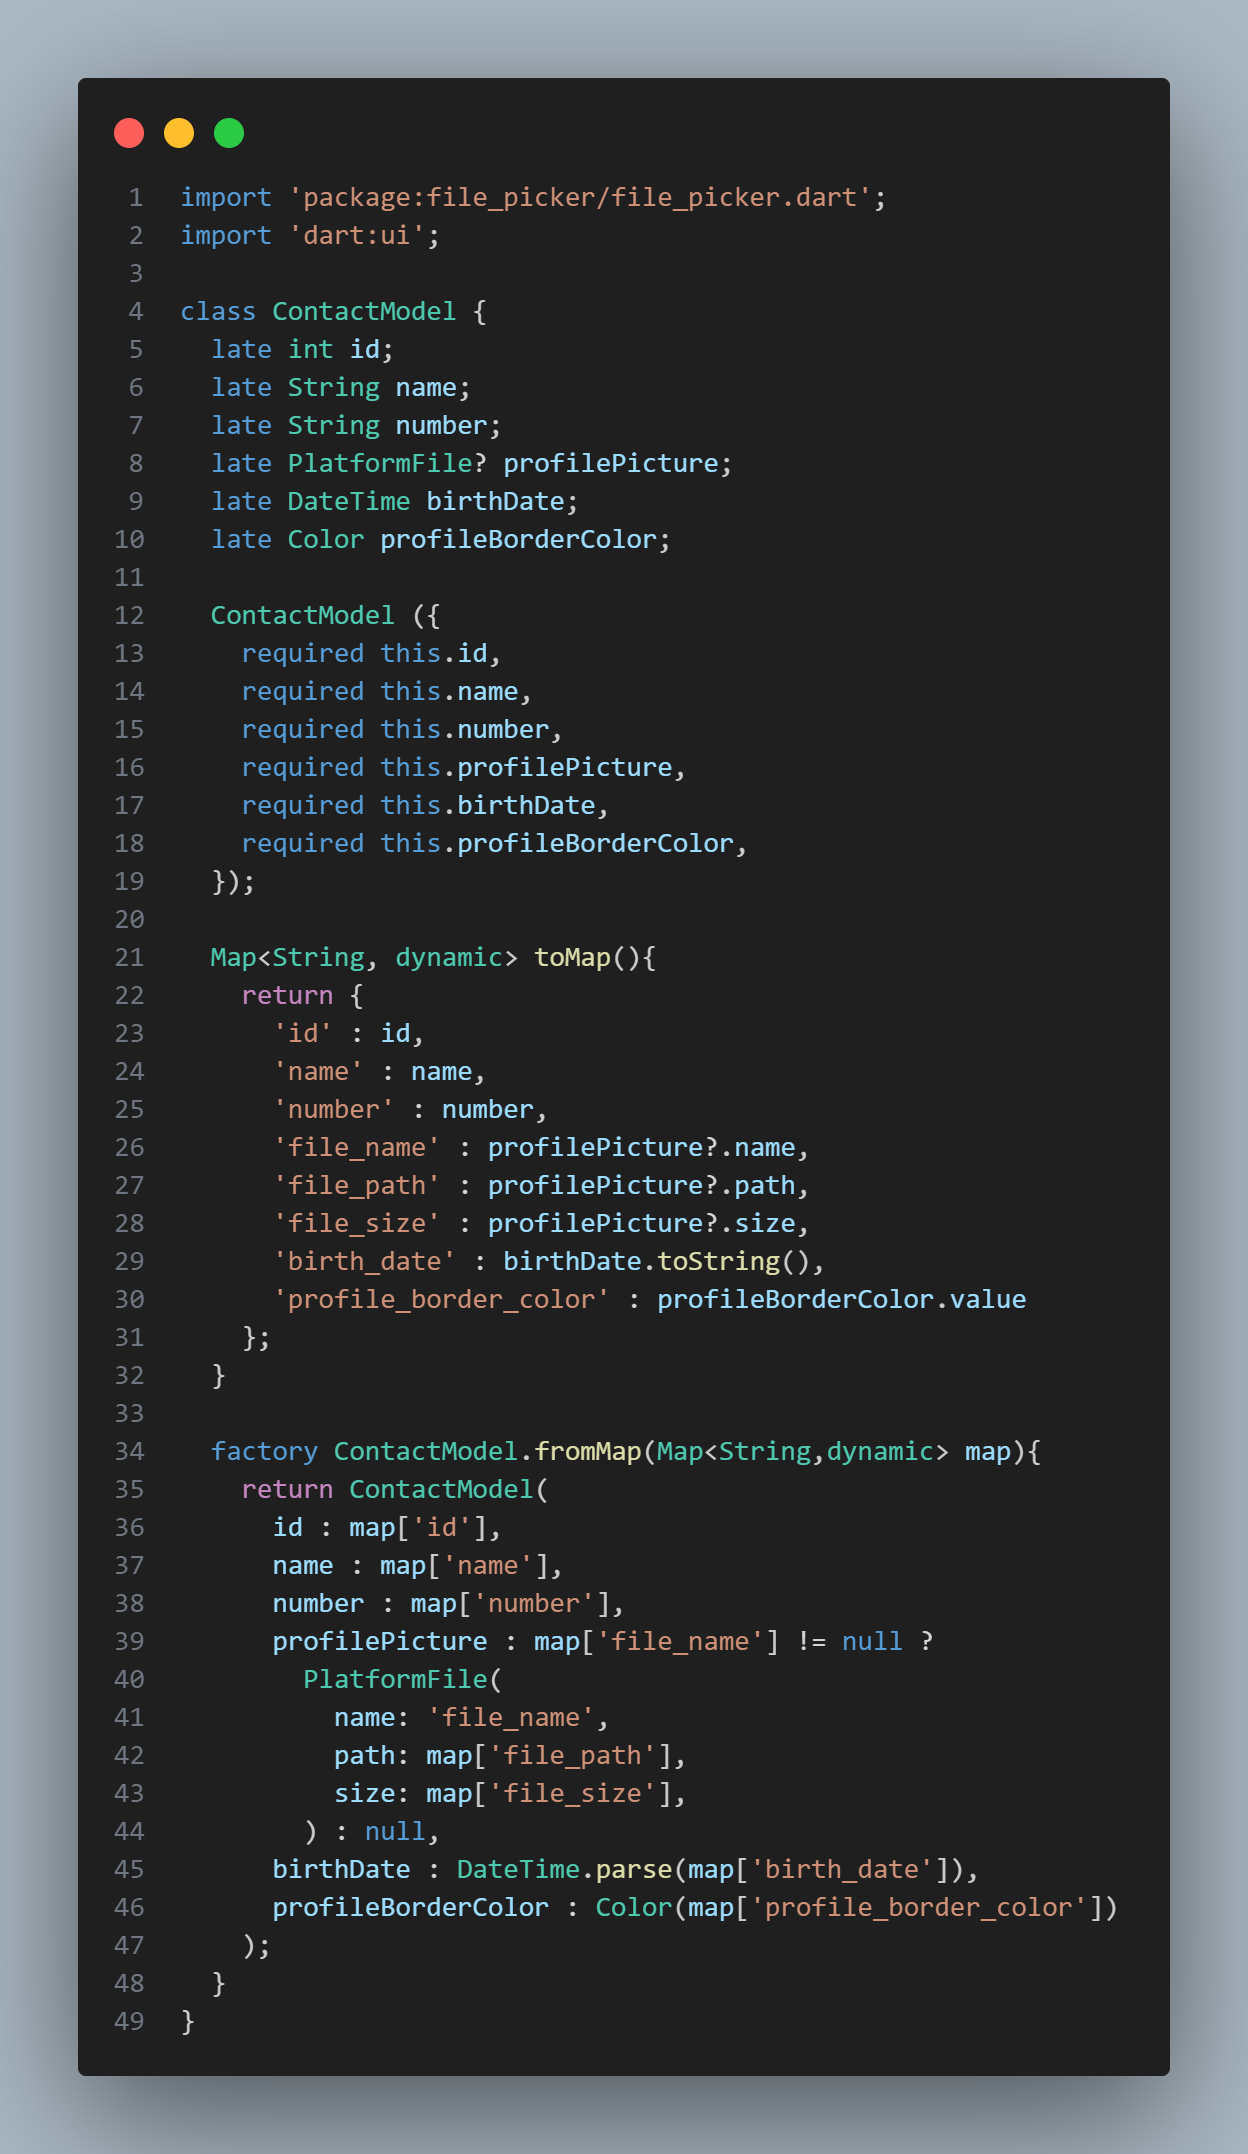 1 import 'package:file_picker/file_picker.dart';
2 import 'dart:ui';
3
4 class ContactModel {
5   late int id;
6   late String name;
7   late String number;
8   late PlatformFile? profilePicture;
9   late DateTime birthDate;
10   late Color profileBorderColor;
11
12   ContactModel ({
13     required this.id,
14     required this.name,
15     required this.number,
16     required this.profilePicture,
17     required this.birthDate,
18     required this.profileBorderColor,
19   });
20
21   Map<String, dynamic> toMap(){
22     return {
23       'id' : id,
24       'name' : name,
25       'number' : number,
26       'file_name' : profilePicture?.name,
27       'file_path' : profilePicture?.path,
28       'file_size' : profilePicture?.size,
29       'birth_date' : birthDate.toString(),
30       'profile_border_color' : profileBorderColor.value
31     };
32   }
33
34   factory ContactModel.fromMap(Map<String,dynamic> map){
35     return ContactModel(
36       id : map['id'],
37       name : map['name'],
38       number : map['number'],
39       profilePicture : map['file_name'] != null ?
40         PlatformFile(
41           name: 'file_name',
42           path: map['file_path'],
43           size: map['file_size'],
44         ) : null,
45       birthDate : DateTime.parse(map['birth_date']),
46       profileBorderColor : Color(map['profile_border_color'])
47     );
48   }
49 }